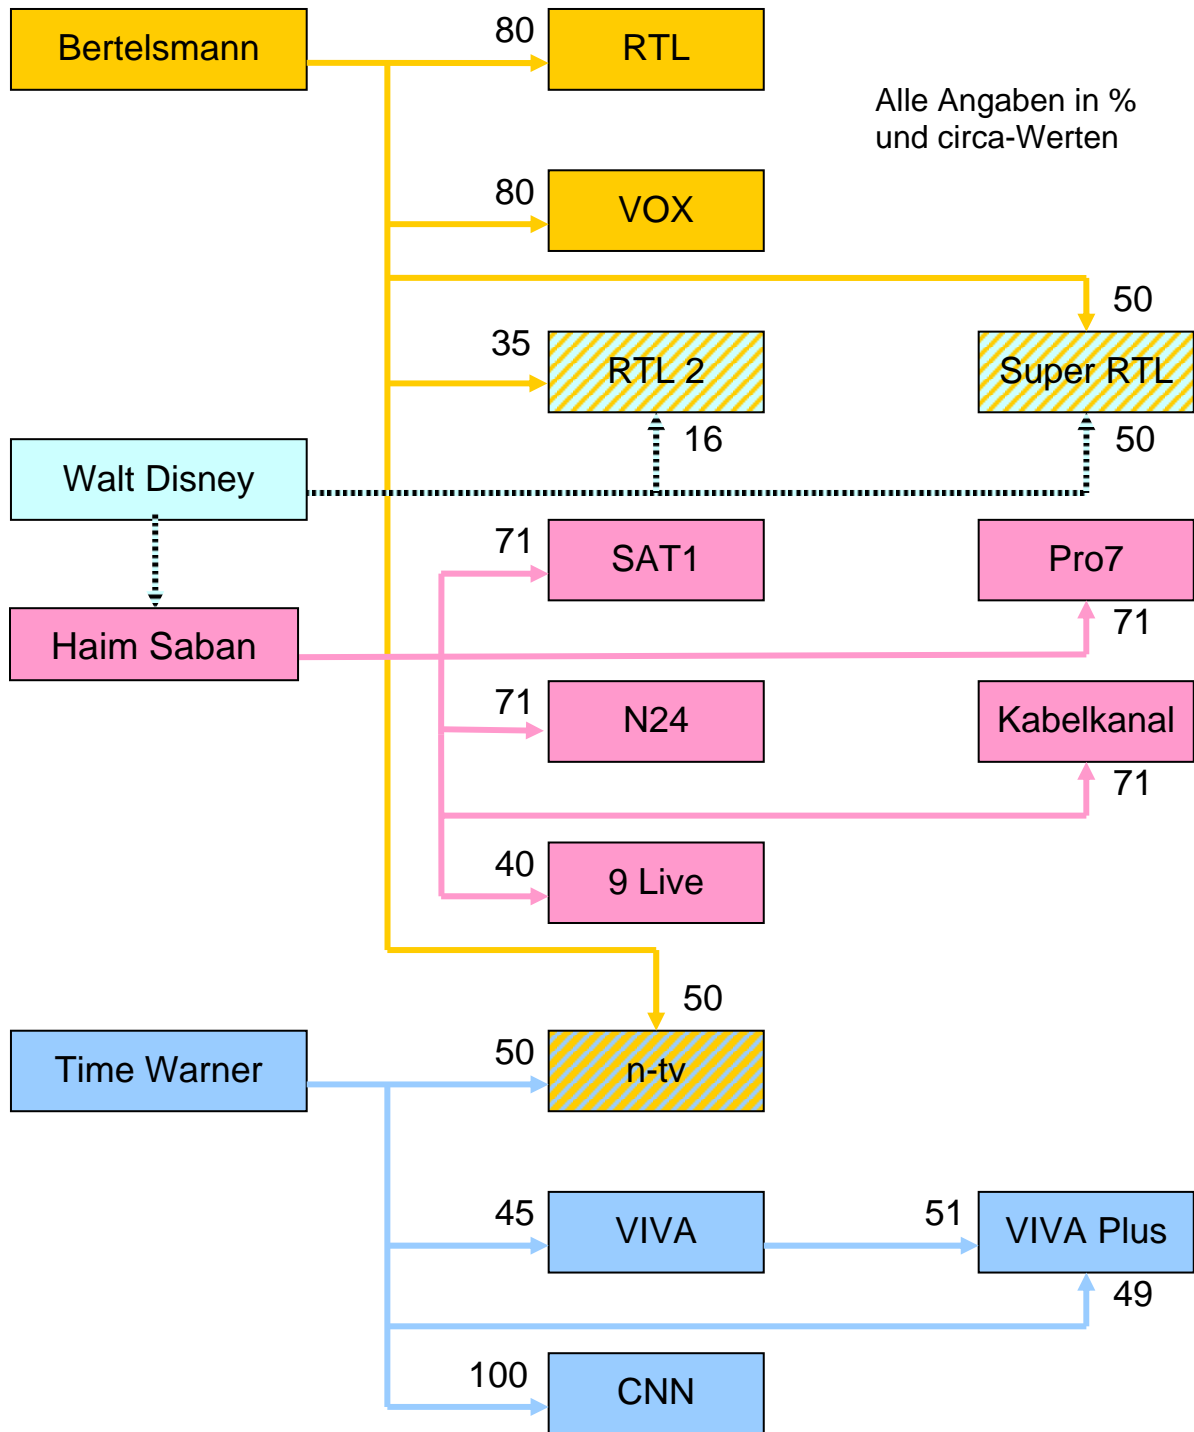 Bertelsmann
80
RTL
Alle Angaben in %
und circa-Werten
80
VOX
50
35
RTL 2
Super RTL
16
50
Walt Disney
71
SAT1
Pro7
71
Haim Saban
71
N24
Kabelkanal
71
40
9 Live
50
Time Warner
50
n-tv
45
VIVA
51
VIVA Plus
49
100
CNN